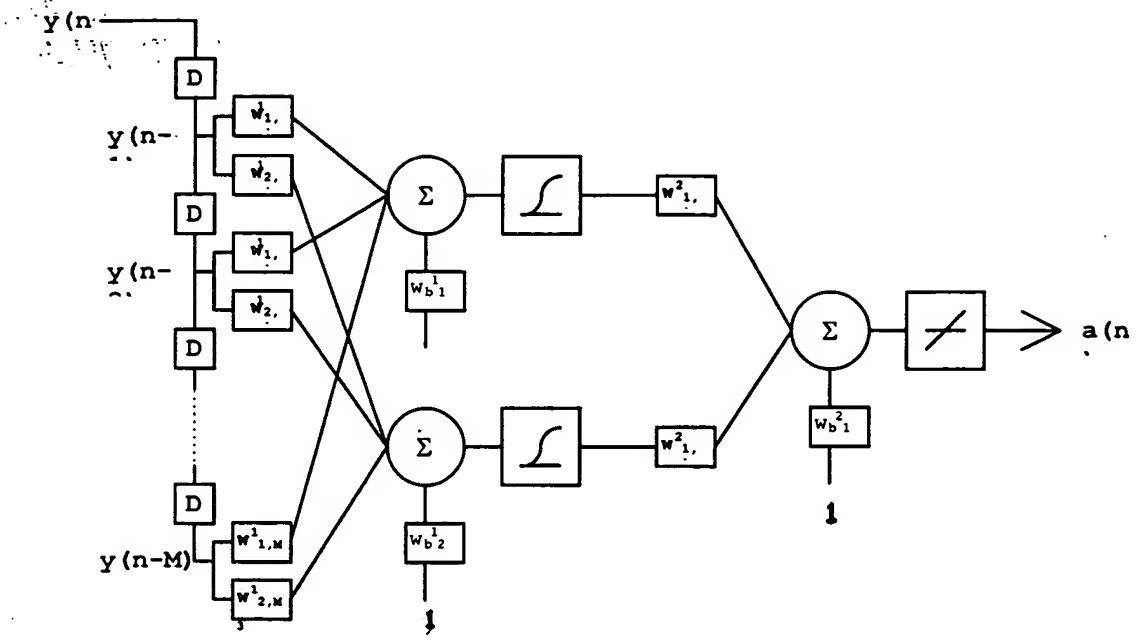 y(n
D
W¹1,
y(n-
W¹2,
D
W¹1,
y(n-
W¹2,
D
D
y(n-M)
W¹1,M
W¹2,M
Σ
Wb¹1
Σ
Wb¹2
1
W²1,
W²1,
Σ
Wb²1
1
a(n